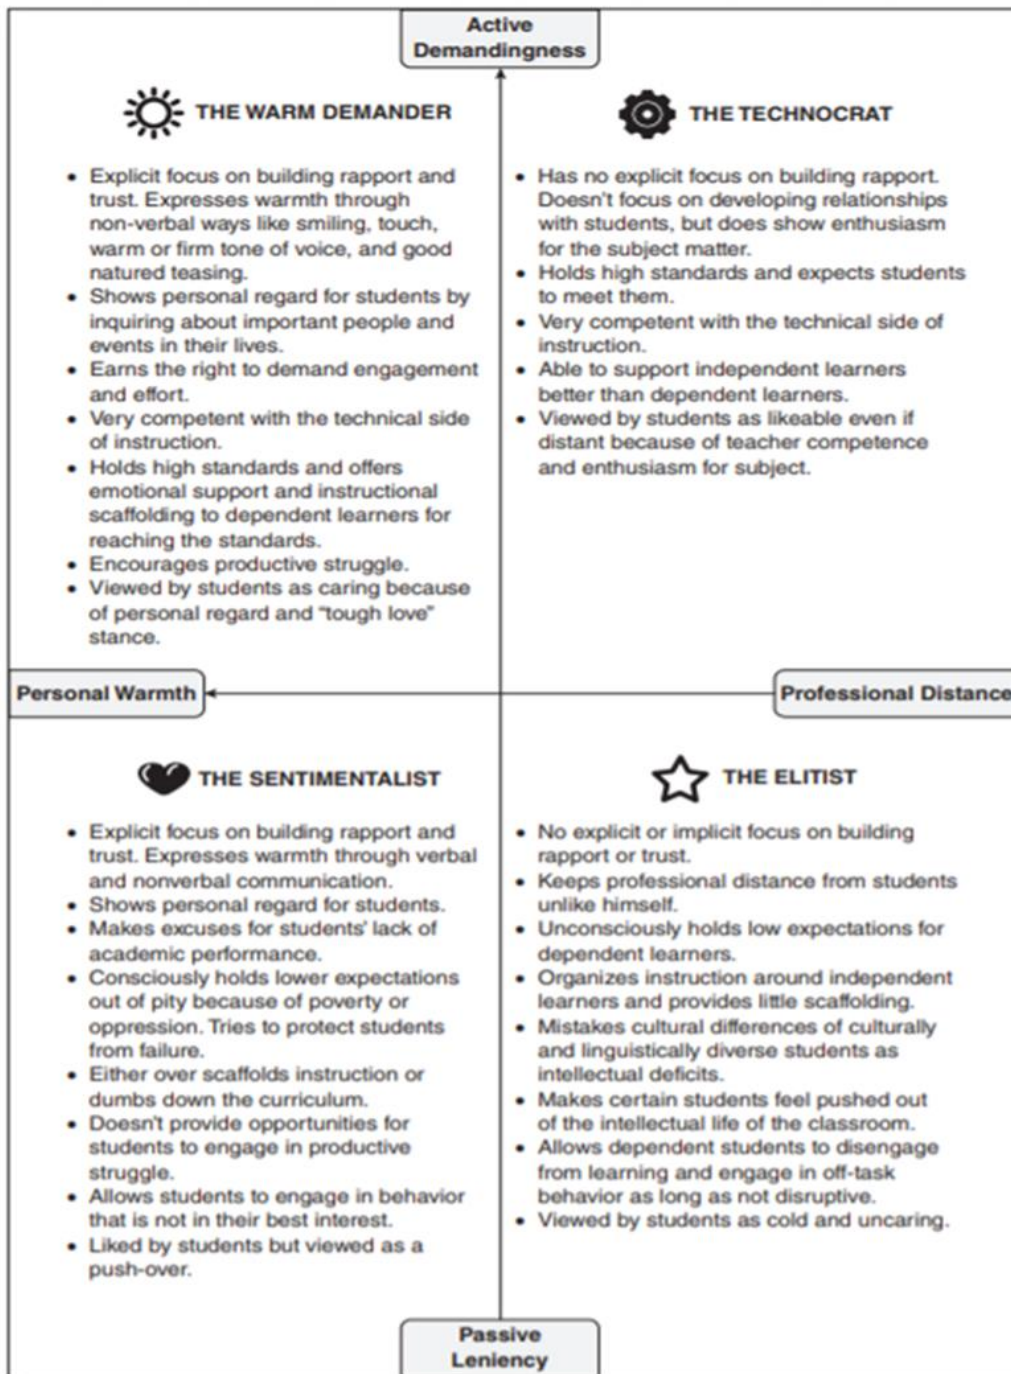 Active
Demandingness
THE WARM DEMANDER
• Explicit focus on building rapport and
trust. Expresses warmth through
non-verbal ways like smiling, touch,
warm or firm tone of voice, and good
natured teasing.
• Shows personal regard for students by
inquiring about important people and
events in their lives.
• Earns the right to demand engagement
and effort.
• Very competent with the technical side
of instruction.
• Holds high standards and offers
emotional support and instructional
scaffolding to dependent learners for
reaching the standards.
• Encourages productive struggle.
• Viewed by students as caring because
of personal regard and "tough love"
stance.
THE TECHNOCRAT
• Has no explicit focus on building rapport.
Doesn't focus on developing relationships
with students, but does show enthusiasm
for the subject matter.
• Holds high standards and expects students
to meet them.
• Very competent with the technical side of
instruction.
• Able to support independent learners
better than dependent learners.
• Viewed by students as likeable even if
distant because of teacher competence
and enthusiasm for subject.
Personal Warmth
Professional Distance
THE SENTIMENTALIST
• Explicit focus on building rapport and
trust. Expresses warmth through verbal
and nonverbal communication.
• Shows personal regard for students.
• Makes excuses for students' lack of
academic performance.
• Consciously holds lower expectations
out of pity because of poverty or
oppression. Tries to protect students
from failure.
• Either over scaffolds instruction or
dumbs down the curriculum.
• Doesn't provide opportunities for
students to engage in productive
struggle.
• Allows students to engage in behavior
that is not in their best interest.
• Liked by students but viewed as a
push-over.
THE ELITIST
• No explicit or implicit focus on building
rapport or trust.
• Keeps professional distance from students
unlike himself.
• Unconsciously holds low expectations for
dependent learners.
• Organizes instruction around independent
learners and provides little scaffolding.
• Mistakes cultural differences of culturally
and linguistically diverse students as
intellectual deficits.
• Makes certain students feel pushed out
of the intellectual life of the classroom.
• Allows dependent students to disengage
from learning and engage in off-task
behavior as long as not disruptive.
• Viewed by students as cold and uncaring.
Passive
Leniency